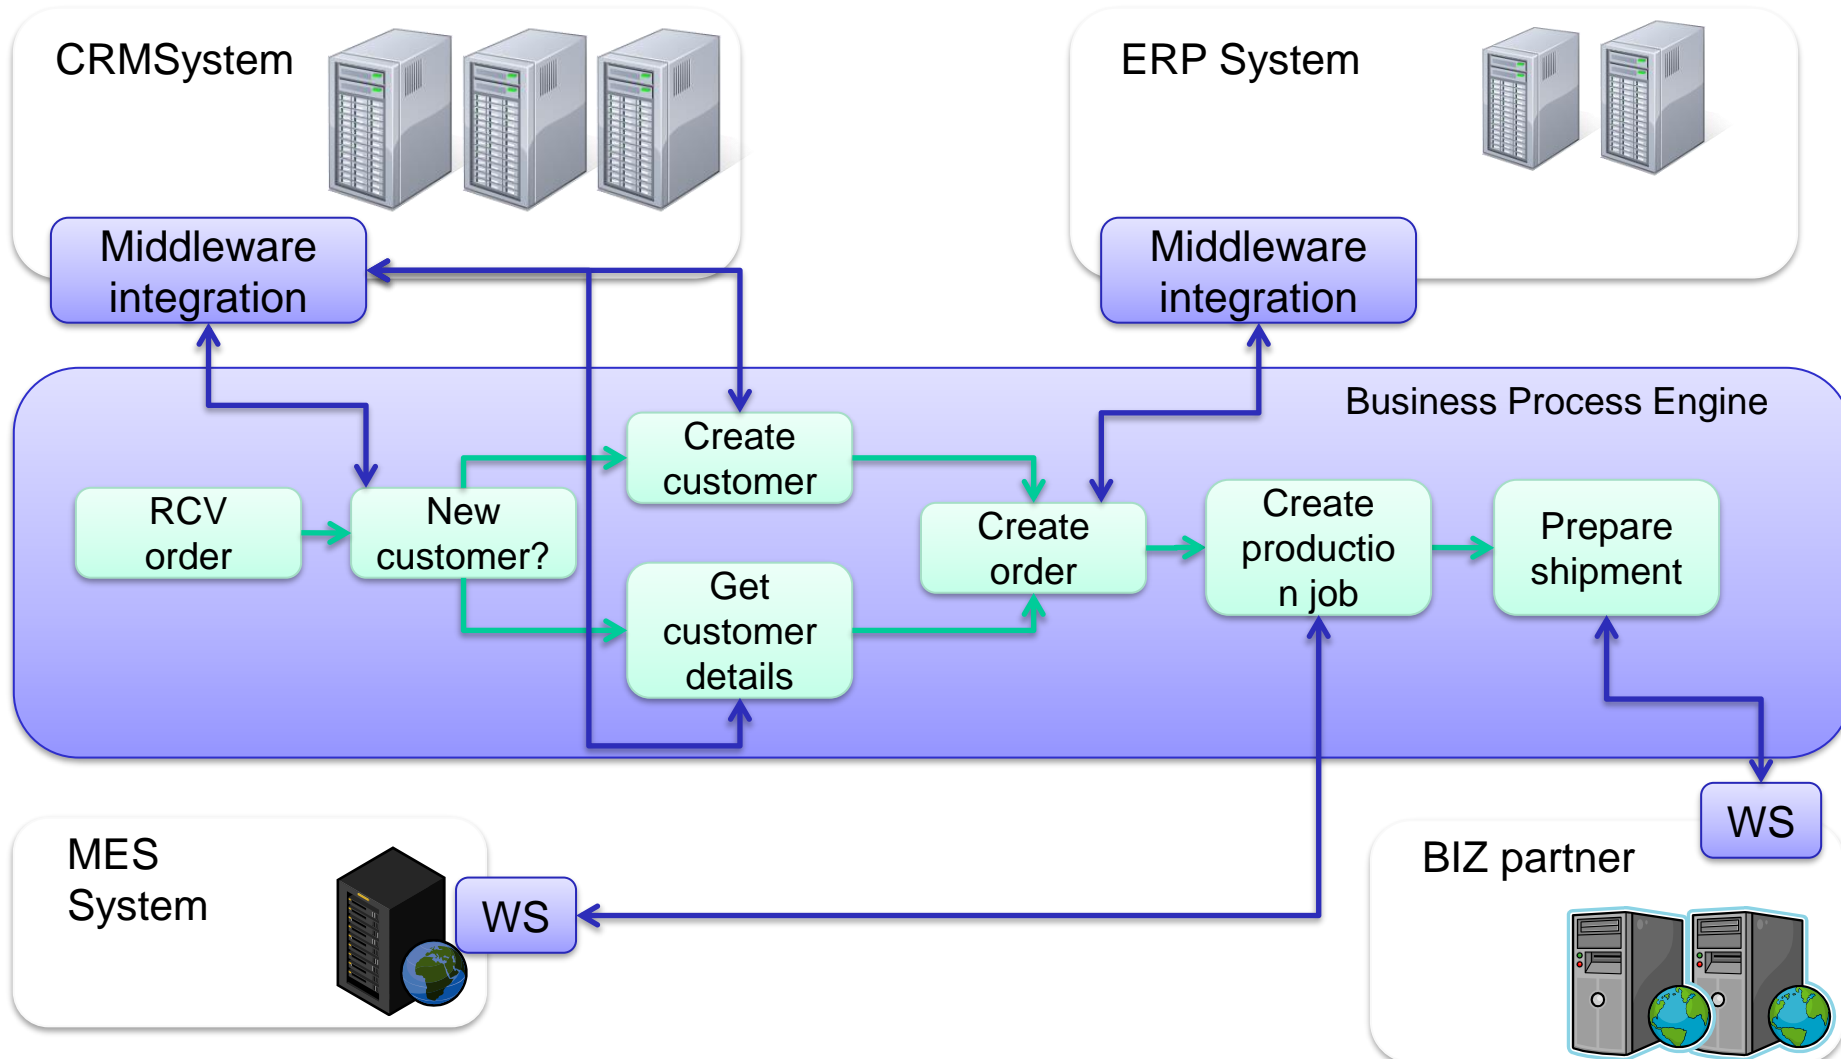 CRMSystem
ERP System
Middleware
integration
Middleware
integration
Business Process Engine
RCV
order
New
customer?
Create
customer
Get
customer
details
Create
order
Create
productio
n job
Prepare
shipment
MES
System
WS
BIZ partner
WS